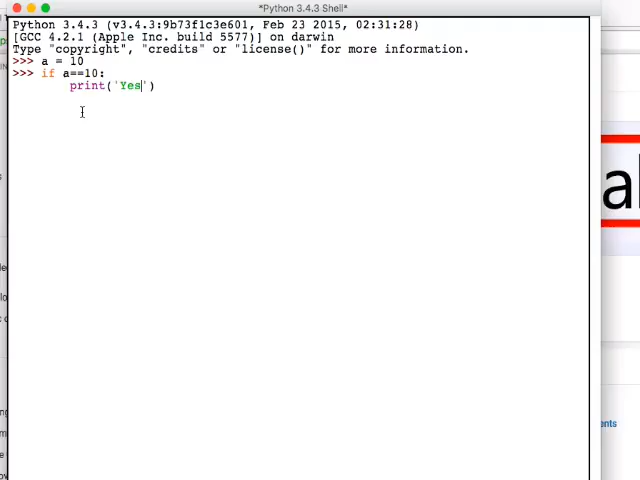 *Python 3.4.3 Shell*
Python 3.4.3 (v3.4.3:9b73f1c3e601, Feb 23 2015, 02:31:28)
[GCC 4.2.1 (Apple Inc. build 5577)] on darwin
Type "copyright", "credits" or "license()" for more information.
>>> a = 10
>>> if a==10:
print('Yes')